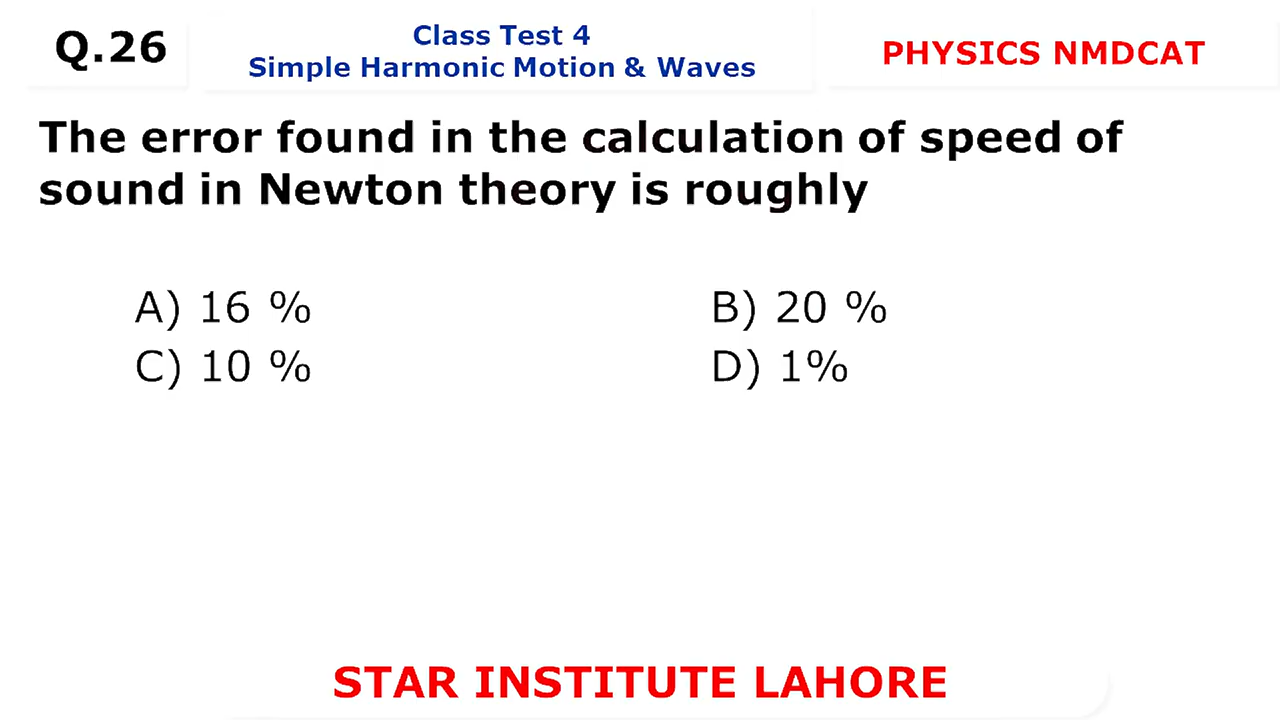 Q.26
Class Test 4
Simple Harmonic Motion & Waves
PHYSICS NMDCAT
The error found in the calculation of speed of
sound in Newton theory is roughly
A) 16 %
B) 20 %
C) 10 %
D) 1%
STAR INSTITUTE LAHORE